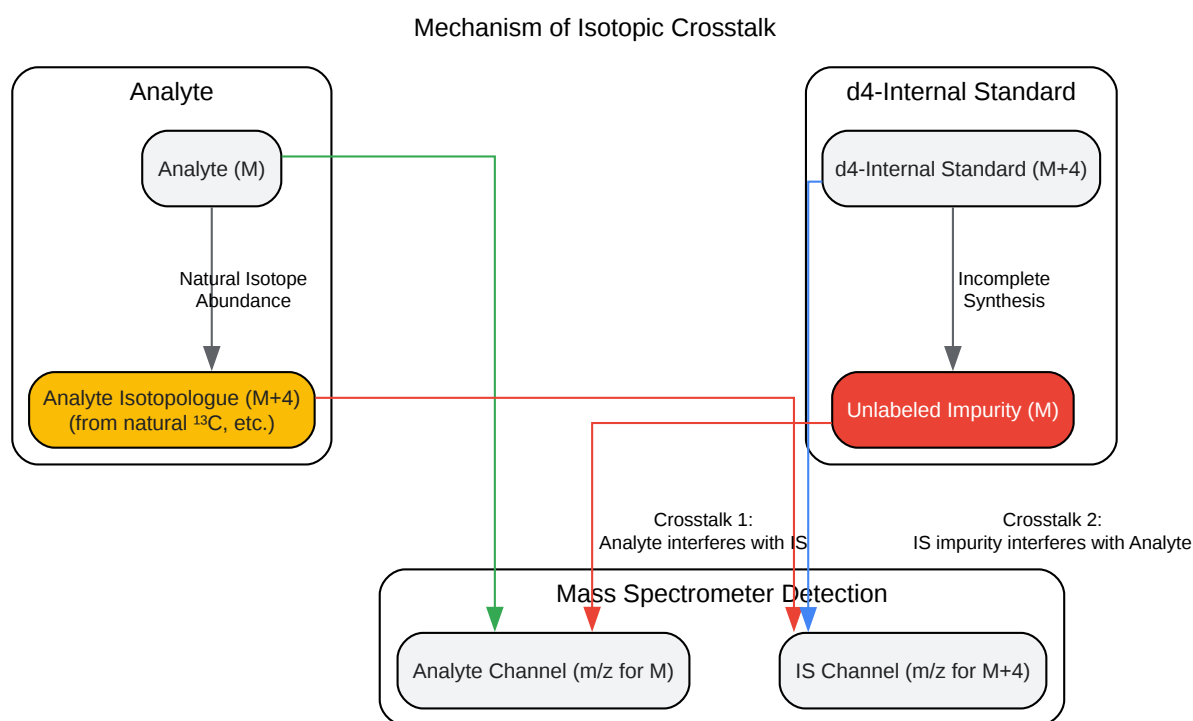 Mechanism of Isotopic Crosstalk
Analyte
d4-Internal Standard
Analyte (M)
d4-Internal Standard (M+4)
Natural Isotope
Abundance
Incomplete
Synthesis
Analyte Isotopologue (M+4)
(from natural ¹³C, etc.)
Unlabeled Impurity (M)
Crosstalk 1:
Analyte interferes with IS
Crosstalk 2:
IS impurity interferes with Analyte
Mass Spectrometer Detection
Analyte Channel (m/z for M)
IS Channel (m/z for M+4)